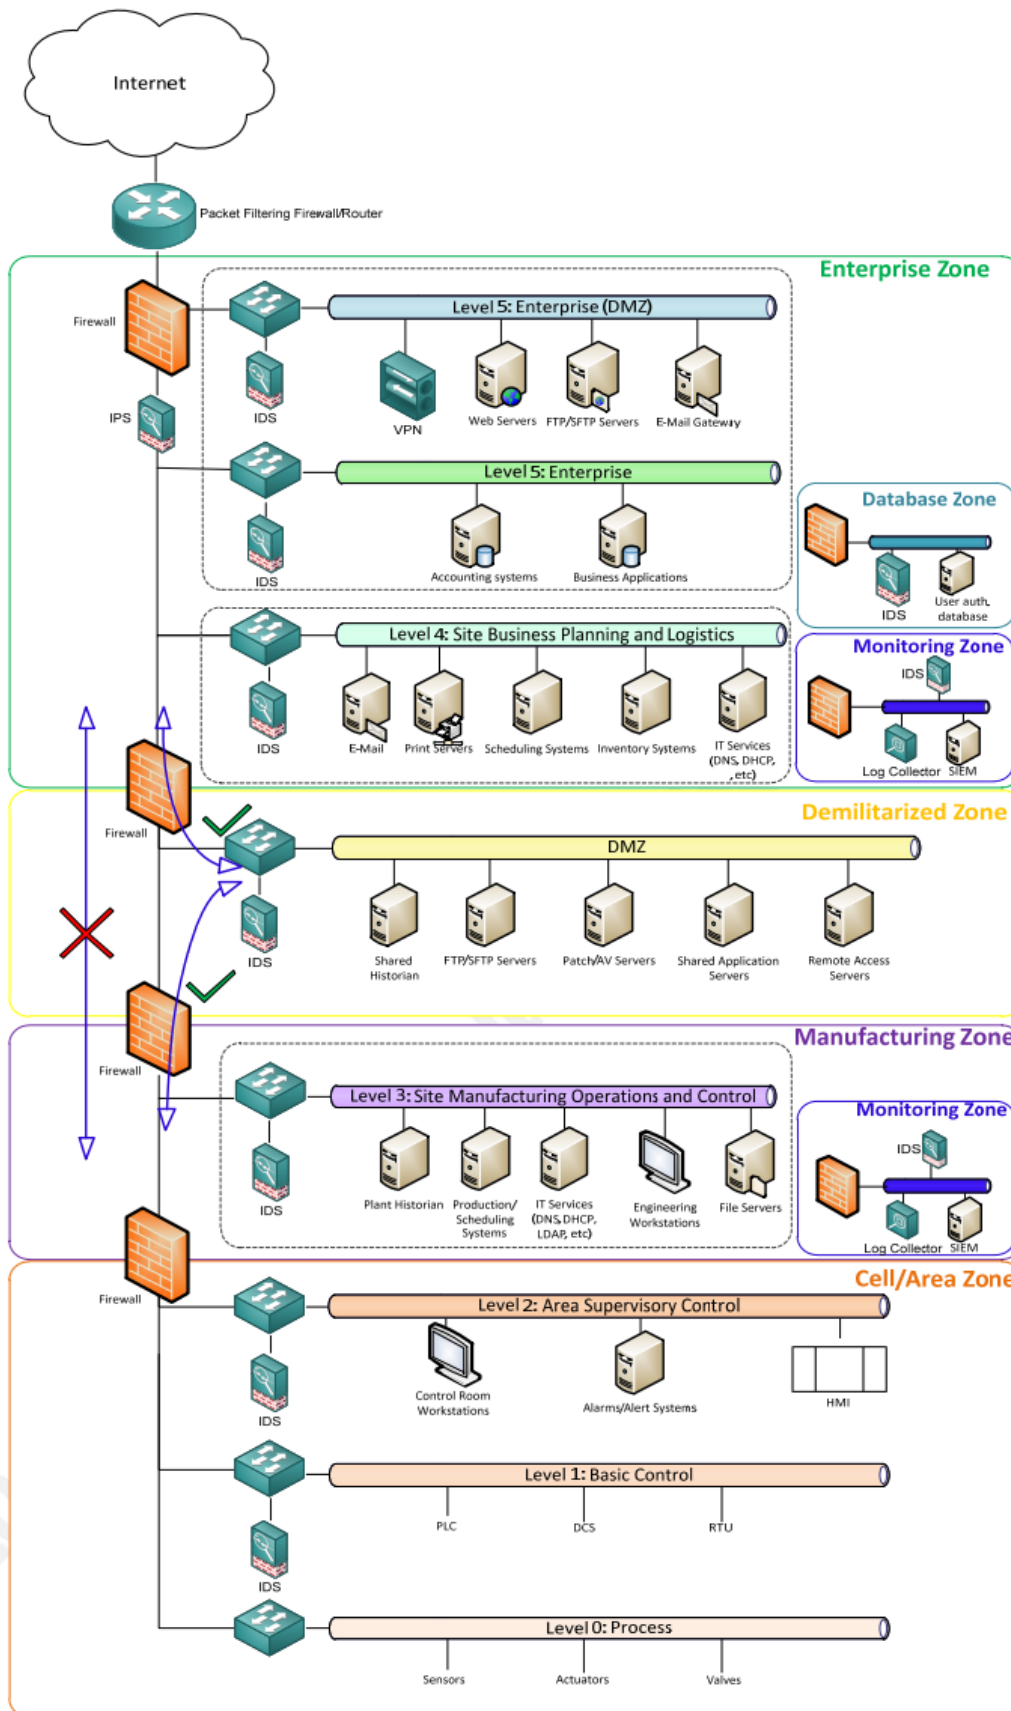 Internet
Packet Filtering Firewall/Router
Enterprise Zone
Firewall
Level 5: Enterprise (DMZ)
IDS
VPN
Web Servers
FTP/SFTP Servers
E-Mail Gateway
IPS
Level 5: Enterprise
IDS
Accounting systems
Business Applications
Database Zone
IDS
User auth.
database
Level 4: Site Business Planning and Logistics
IDS
E-Mail
Print Servers
Scheduling Systems
Inventory Systems
IT Services
(DNS, DHCP,
, etc)
Monitoring Zone
IDS
Log Collector
SIEM
Firewall
Demilitarized Zone
DMZ
IDS
Shared
Historian
FTP/SFTP Servers
Patch/AV Servers
Shared Application
Servers
Remote Access
Servers
Firewall
Manufacturing Zone
Level 3: Site Manufacturing Operations and Control
IDS
Plant Historian
Production/
Scheduling
Systems
IT Services
(DNS, DHCP,
LDAP, etc)
Engineering
Workstations
File Servers
Monitoring Zone
IDS
Log Collector
SIEM
Firewall
Cell/Area Zone
Level 2: Area Supervisory Control
IDS
Control Room
Workstations
Alarms/Alert Systems
HMI
Level 1: Basic Control
IDS
PLC
DCS
RTU
Level 0: Process
Sensors
Actuators
Valves